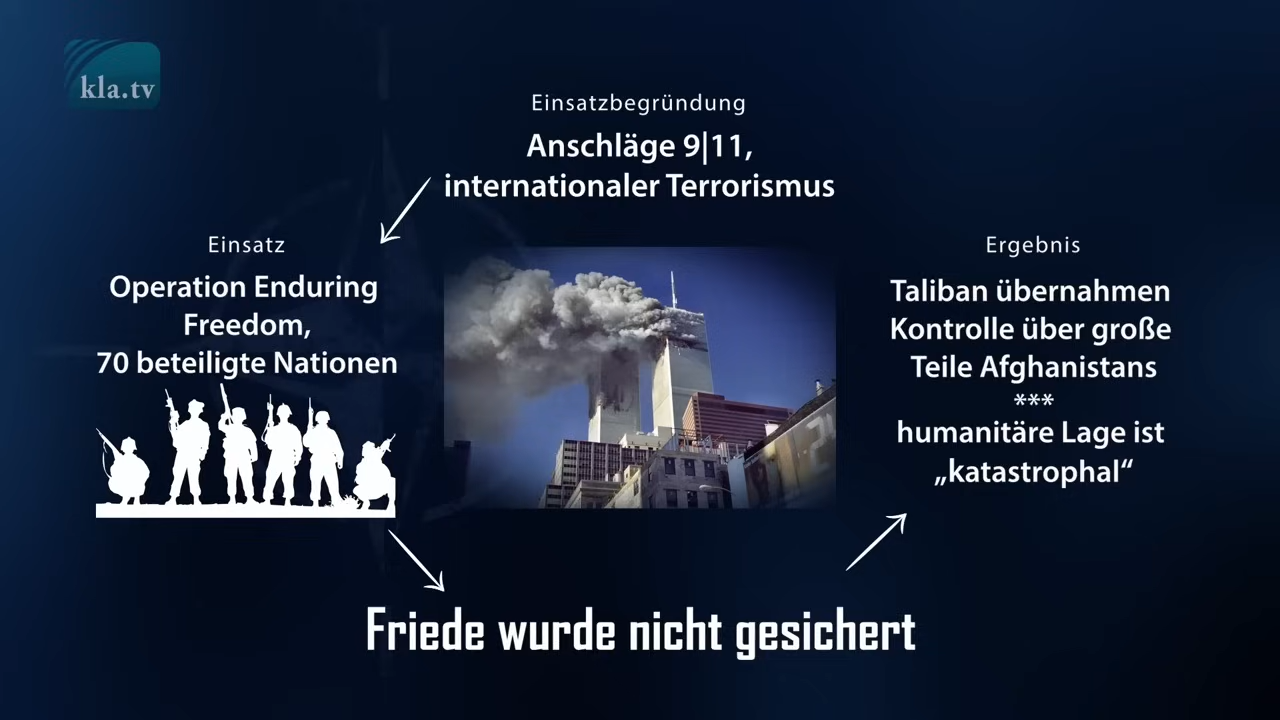 kla.tv
Einsatzbegründung
Anschläge 9|11,
internationaler Terrorismus
Einsatz
Operation Enduring
Freedom,
70 beteiligte Nationen
Ergebnis
Taliban übernahmen
Kontrolle über große
Teile Afghanistans
***
humanitäre Lage ist
„katastrophal“
Friede wurde nicht gesichert